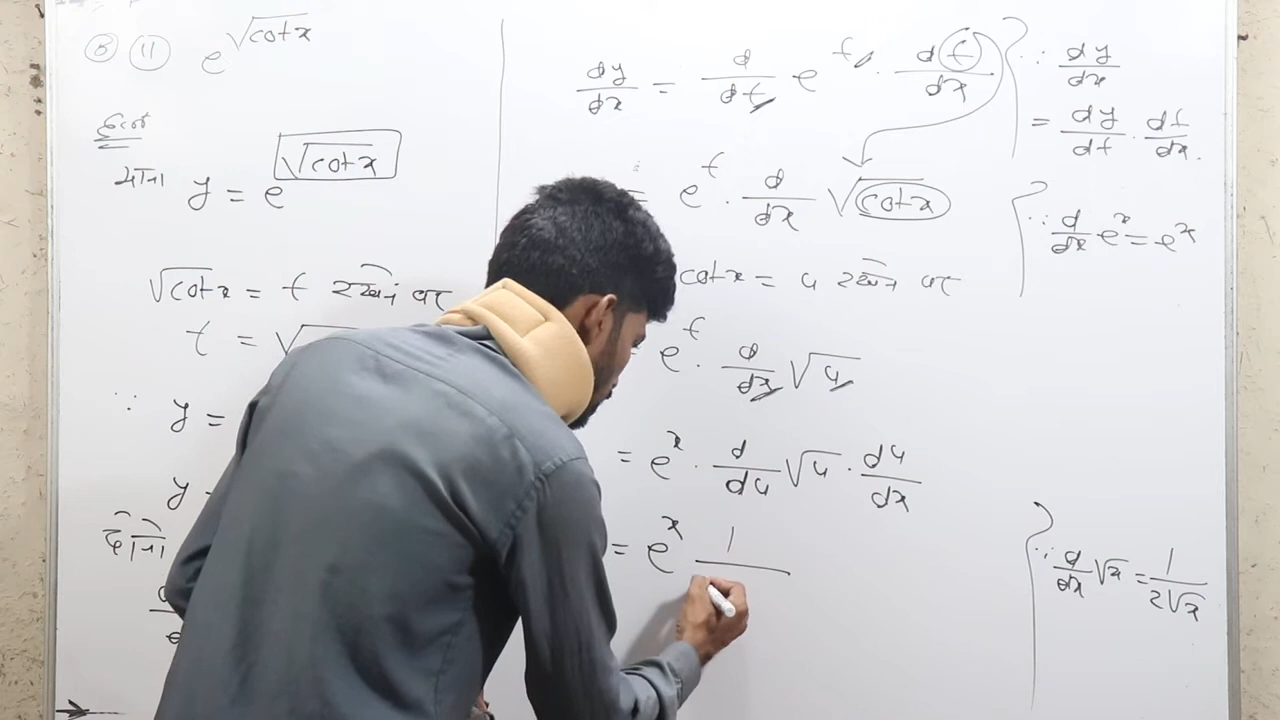 6 11 e^√cotx
हल
माना y = e^√cotx
√cotx = t रखने पर
t = √
∵ y =
y
दोनों
dy/dx = d/dt e^t · d(t)/dx
= e^t · d/dx √cotx
cotx = u रखने पर
= e^t · d/dx √u
= e^x · d/du √u · du/dx
= e^x 1
∵ dy/dx
= dy/dt · dt/dx.
∵ d/dx e^x = e^x
∵ d/dx √x = 1/2√x